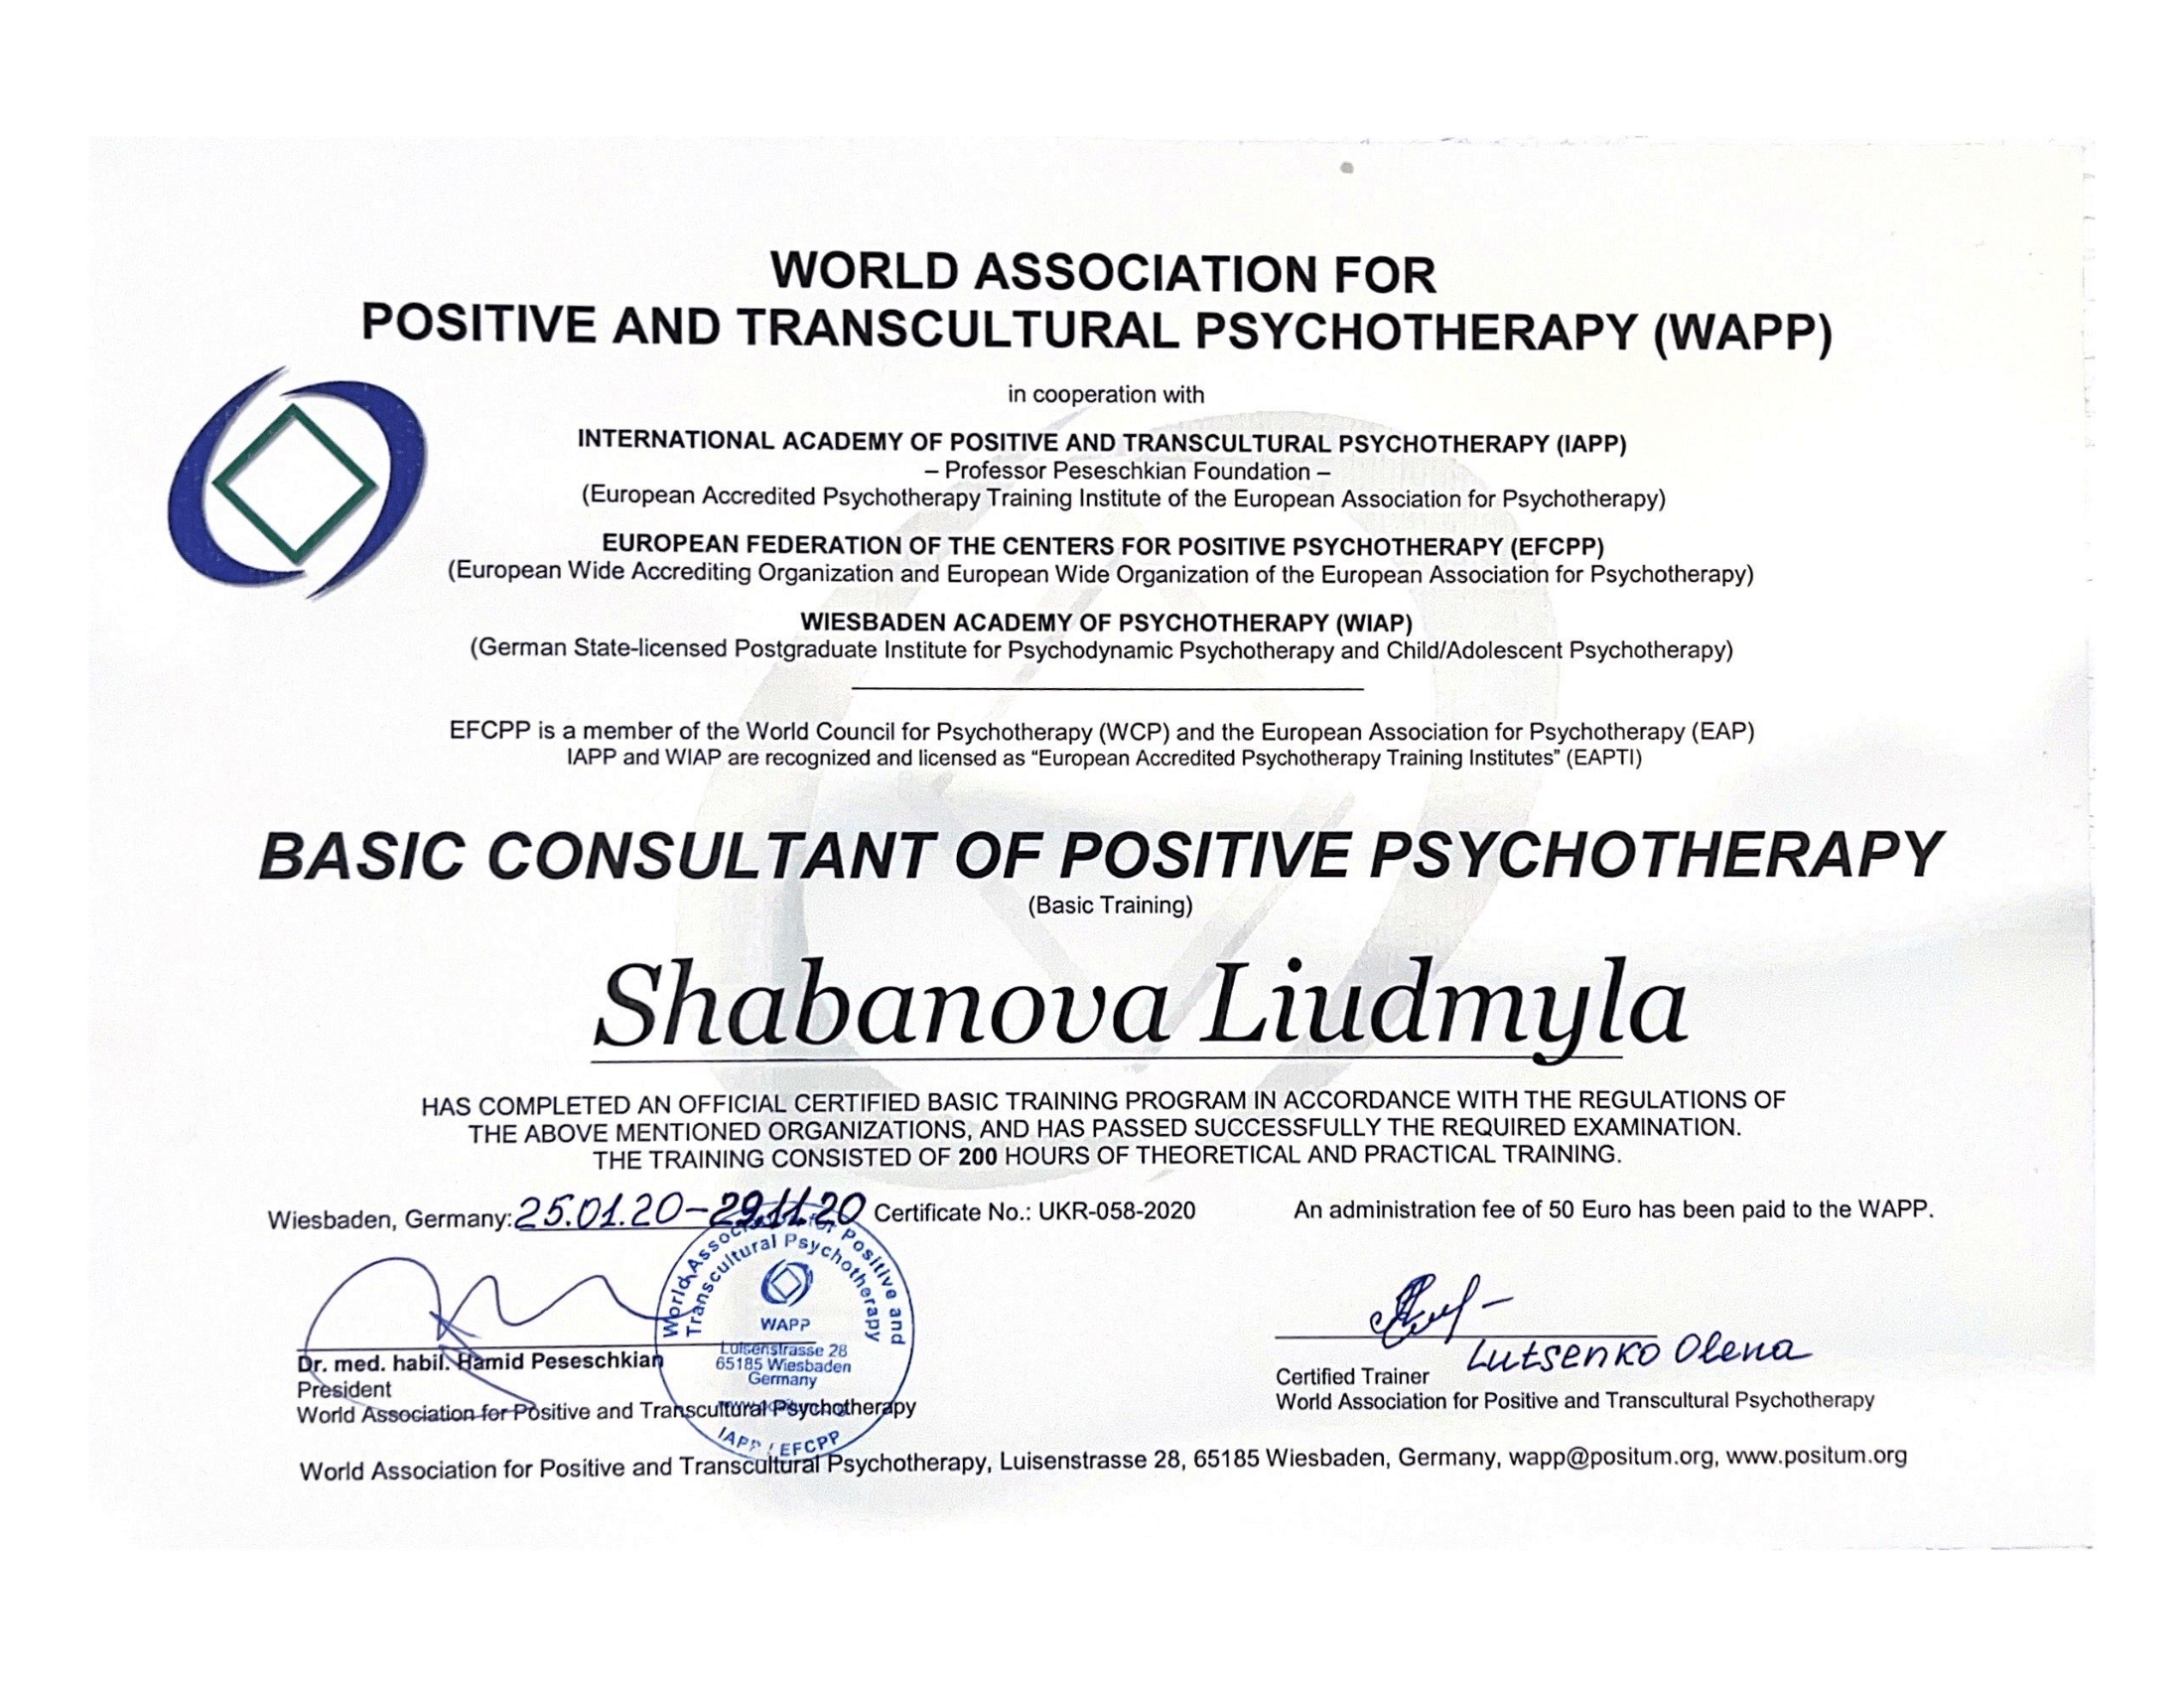 WORLD ASSOCIATION FOR
POSITIVE AND TRANSCULTURAL PSYCHOTHERAPY (WAPP)
in cooperation with
INTERNATIONAL ACADEMY OF POSITIVE AND TRANSCULTURAL PSYCHOTHERAPY (IAPP)
– Professor Peseschkian Foundation –
(European Accredited Psychotherapy Training Institute of the European Association for Psychotherapy)
EUROPEAN FEDERATION OF THE CENTERS FOR POSITIVE PSYCHOTHERAPY (EFCPP)
(European Wide Accrediting Organization and European Wide Organization of the European Association for Psychotherapy)
WIESBADEN ACADEMY OF PSYCHOTHERAPY (WIAP)
(German State-licensed Postgraduate Institute for Psychodynamic Psychotherapy and Child/Adolescent Psychotherapy)
EFCPP is a member of the World Council for Psychotherapy (WCP) and the European Association for Psychotherapy (EAP)
IAPP and WIAP are recognized and licensed as “European Accredited Psychotherapy Training Institutes” (EAPTI)
BASIC CONSULTANT OF POSITIVE PSYCHOTHERAPY
(Basic Training)
Shabanova Liudmyla
HAS COMPLETED AN OFFICIAL CERTIFIED BASIC TRAINING PROGRAM IN ACCORDANCE WITH THE REGULATIONS OF
THE ABOVE MENTIONED ORGANIZATIONS, AND HAS PASSED SUCCESSFULLY THE REQUIRED EXAMINATION.
THE TRAINING CONSISTED OF 200 HOURS OF THEORETICAL AND PRACTICAL TRAINING.
Wiesbaden, Germany: 25.01.20-29.11.20 Certificate No.: UKR-058-2020 An administration fee of 50 Euro has been paid to the WAPP.
World Association for Positive and
Transcultural Psychotherapy
WAPP
Luisenstrasse 28
65185 Wiesbaden
Germany
IAPP / EFCPP
Dr. med. habil. Hamid Peseschkian
President
World Association for Positive and Transcultural Psychotherapy
Lutsenko Olena
Certified Trainer
World Association for Positive and Transcultural Psychotherapy
World Association for Positive and Transcultural Psychotherapy, Luisenstrasse 28, 65185 Wiesbaden, Germany, wapp@positum.org, www.positum.org